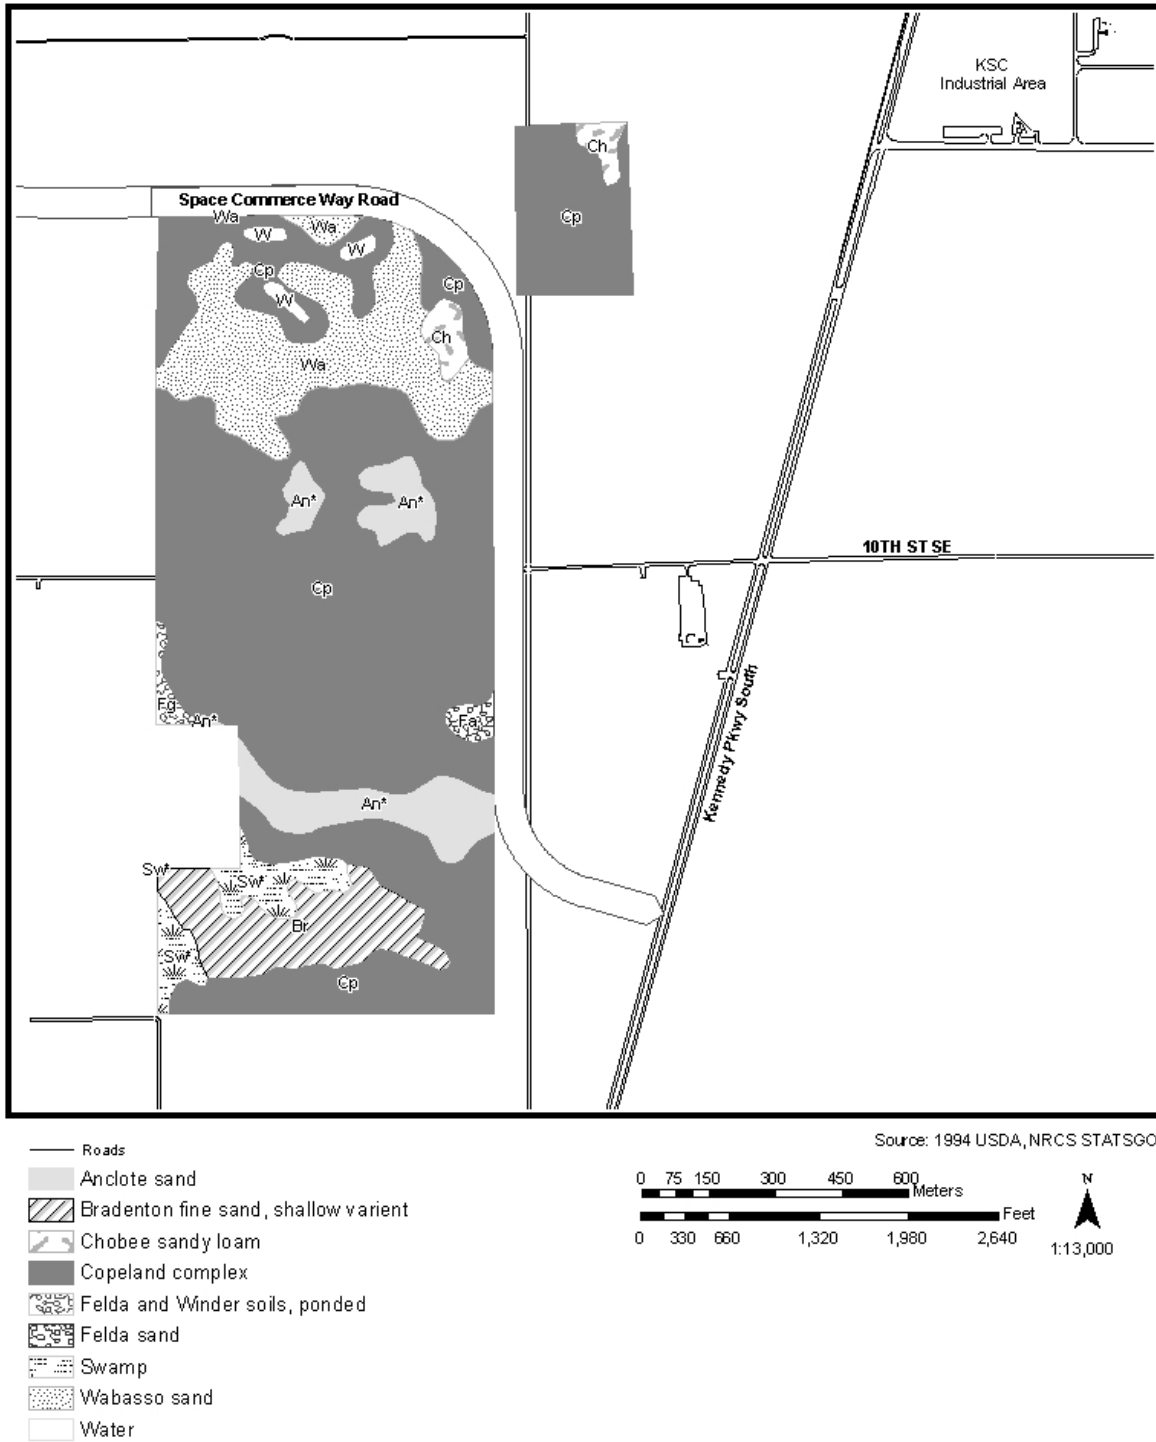 KSC
Industrial Area
Ch
Cp
Space Commerce Way Road
Wa
Wa
W
W
Cp
Cp
W
Ch
Wa
An*
An*
10TH ST SE
Cp
Kennedy Pkwy South
Fg
An*
Fa
An*
Sw*
Sw*
Br
Sw*
Cp
Source: 1994 USDA, NRCS STATSGO
Roads
Anclote sand
Bradenton fine sand, shallow varient
Chobee sandy loam
Copeland complex
Felda and Winder soils, ponded
Felda sand
Swamp
Wabasso sand
Water
0 75 150 300 450 600
Meters
Feet
0 330 660 1,320 1,980 2,640
N
1:13,000